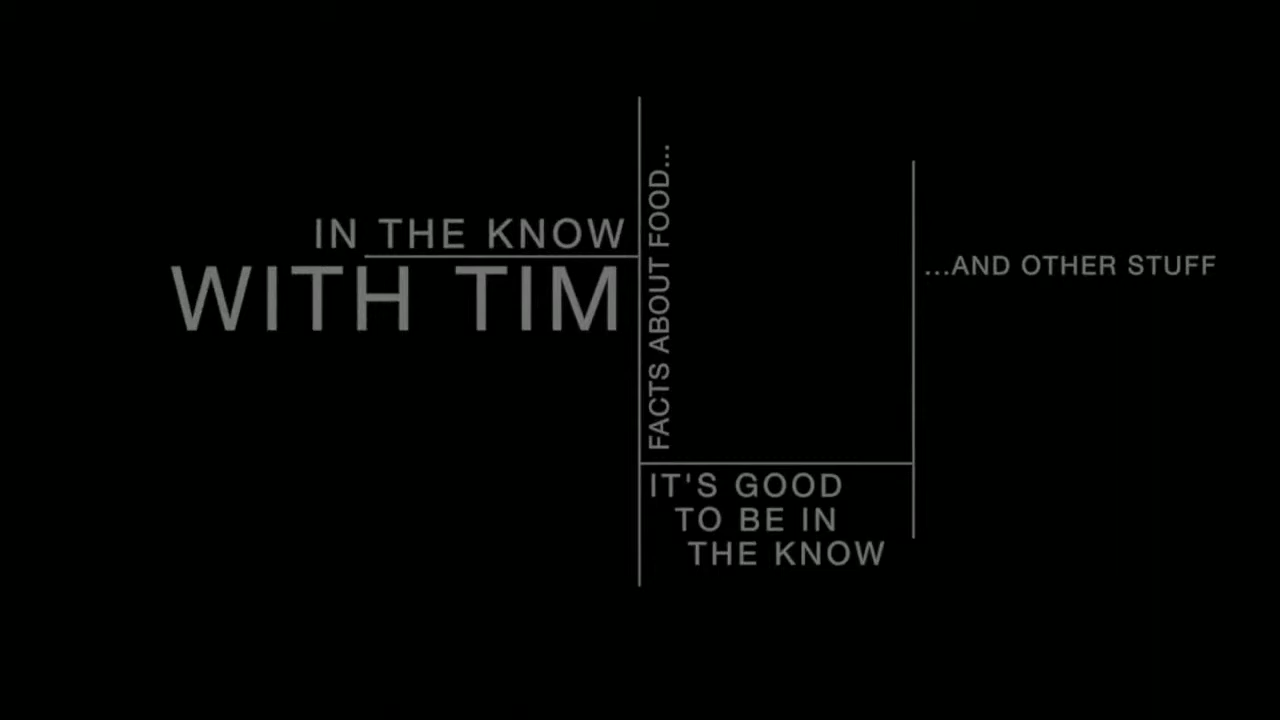 IN THE KNOW
WITH TIM
FACTS ABOUT FOOD...
...AND OTHER STUFF
IT'S GOOD
TO BE IN
THE KNOW